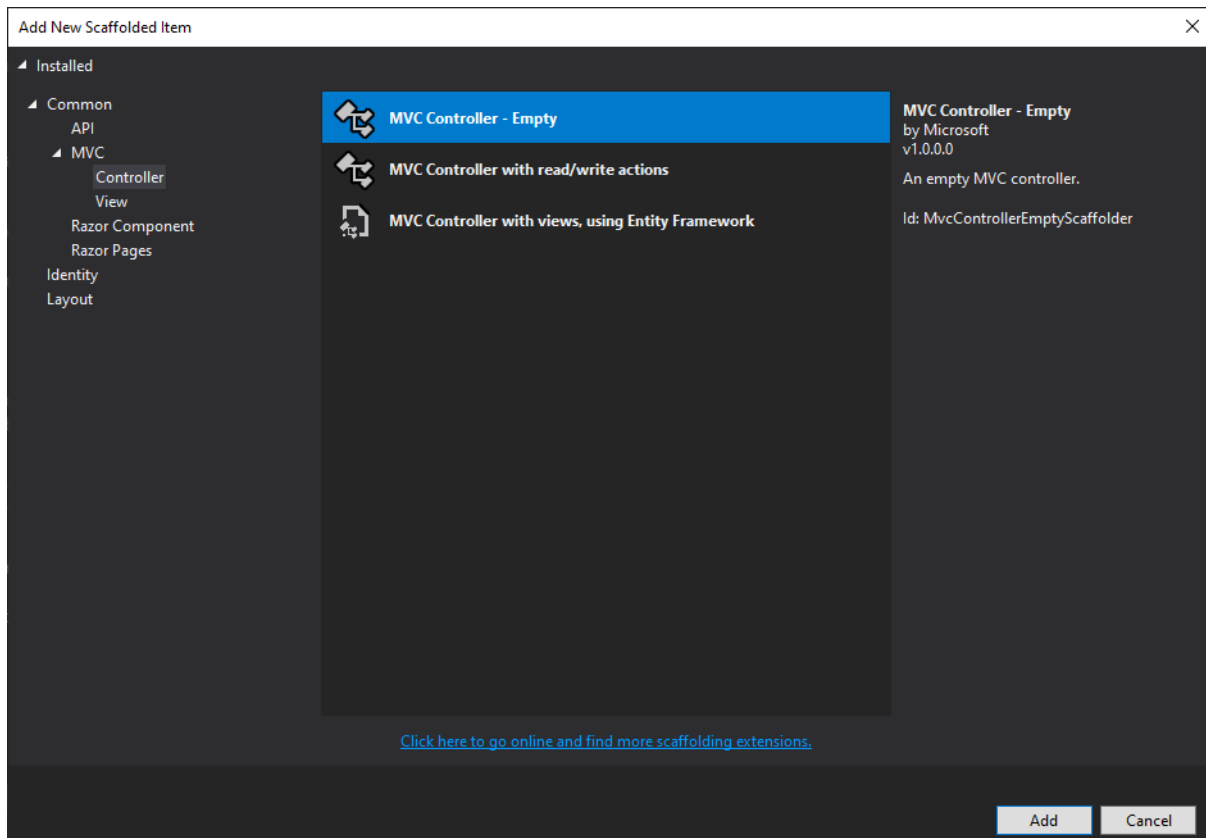 Add New Scaffolded Item
Installed
Common
API
MVC
Controller
View
Razor Component
Razor Pages
Identity
Layout
MVC Controller - Empty
MVC Controller with read/write actions
MVC Controller with views, using Entity Framework
Click here to go online and find more scaffolding extensions.
MVC Controller - Empty
by Microsoft
v1.0.0.0
An empty MVC controller.
Id: MvcControllerEmptyScaffolder
Add
Cancel